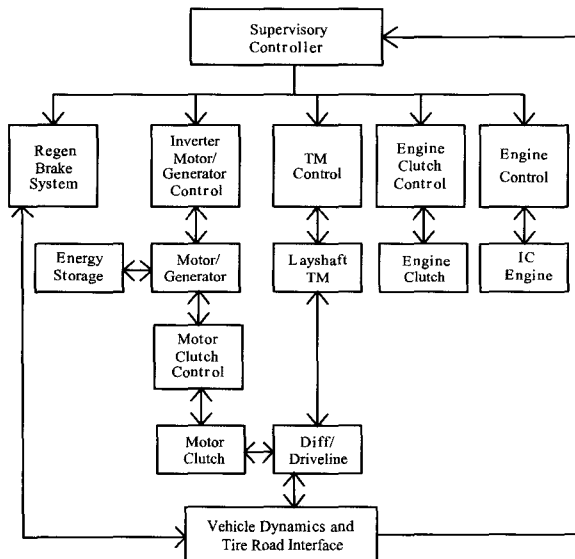 Supervisory
Controller
Regen
Brake
System
Inverter
Motor/
Generator
Control
TM
Control
Engine
Clutch
Control
Engine
Control
Energy
Storage
Motor/
Generator
Layshaft
TM
Engine
Clutch
IC
Engine
Motor
Clutch
Control
Motor
Clutch
Diff/
Driveline
Vehicle Dynamics and
Tire Road Interface